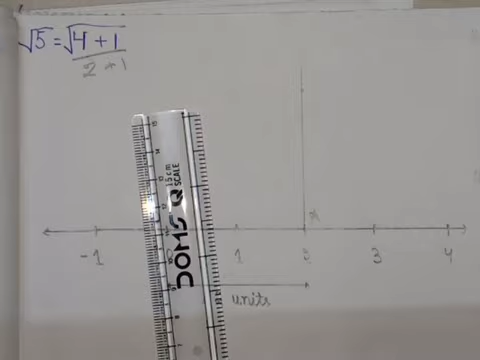 √5 = √4 + 1
2 + 1
15 cm
SCALE
DOMS
A
-1 1 2 3 4
units